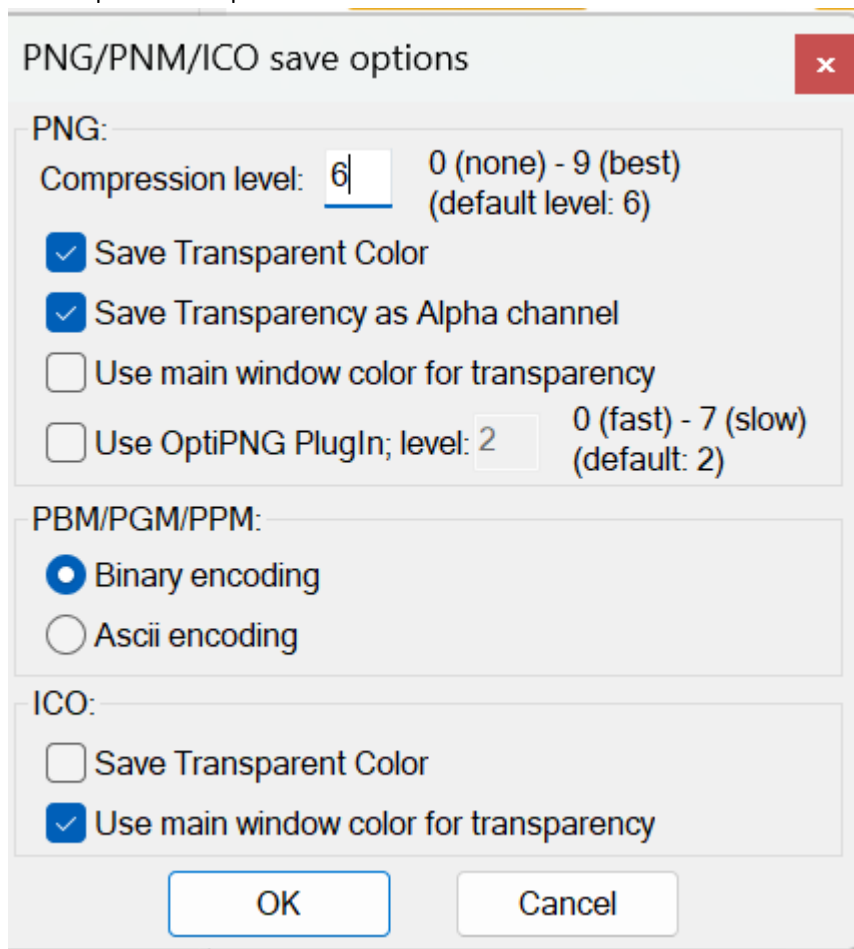 PNG/PNM/ICO save options
x
PNG:
Compression level: 6 0 (none) - 9 (best)
(default level: 6)
Save Transparent Color
Save Transparency as Alpha channel
Use main window color for transparency
Use OptiPNG PlugIn; level: 2 0 (fast) - 7 (slow)
(default: 2)
PBM/PGM/PPM:
Binary encoding
Ascii encoding
ICO:
Save Transparent Color
Use main window color for transparency
OK Cancel